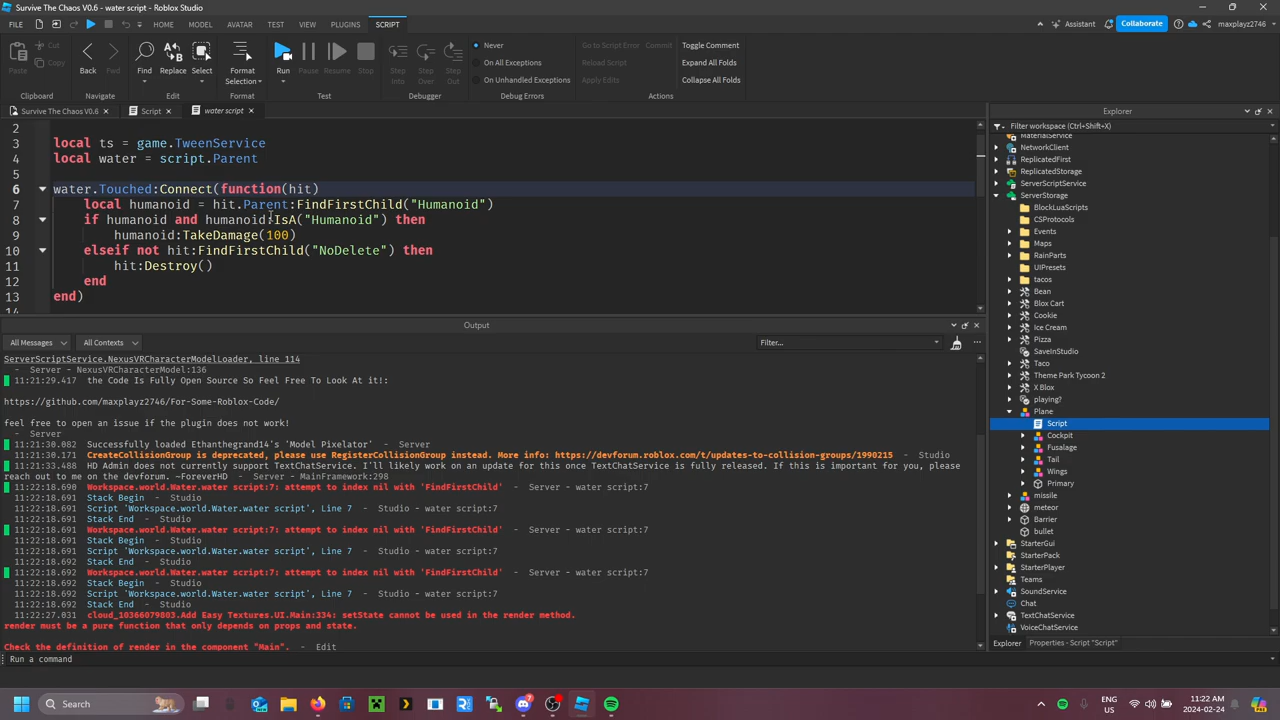 Survive The Chaos V0.6 - water script - Roblox Studio
FILE HOME MODEL AVATAR TEST VIEW PLUGINS SCRIPT Assistant Collaborate maxplayz2746
Paste Cut Copy Back Fwd Find Replace Select Format Selection Run Pause Resume Stop Step Into Step Over Step Out
Never
On All Exceptions
On Unhandled Exceptions
Go to Script Error Commit
Reload Script
Apply Edits
Toggle Comment
Expand All Folds
Collapse All Folds
Clipboard Navigate Edit Format Test Debugger Debug Errors Actions
Survive The Chaos V0.6 Script water script
2
3 local ts = game.TweenService
4 local water = script.Parent
5
6 water.Touched:Connect(function(hit)
7 local humanoid = hit.Parent:FindFirstChild("Humanoid")
8 if humanoid and humanoid:IsA("Humanoid") then
9 humanoid:TakeDamage(100)
10 elseif not hit:FindFirstChild("NoDelete") then
11 hit:Destroy()
12 end
13 end)
Output
All Messages All Contexts Filter...
ServerScriptService.NexusVRCharacterModelLoader, line 114
- Server - NexusVRCharacterModel:136
11:21:29.417 the Code Is Fully Open Source So Feel Free To Look At it!:
https://github.com/maxplayz2746/For-Some-Roblox-Code/
feel free to open an issue if the plugin does not work!
- Server
11:21:30.082 Successfully loaded Ethanthegrand14's 'Model Pixelator' - Server
11:21:30.171 CreateCollisionGroup is deprecated, please use RegisterCollisionGroup instead. More info: https://devforum.roblox.com/t/updates-to-collision-groups/1990215 - Studio
11:21:33.488 HD Admin does not currently support TextChatService. I'll likely work on an update for this once TextChatService is fully released. If this is important for you, please
reach out to me on the devforum. ~ForeverHD - Server - MainFramework:298
11:22:18.690 Workspace.world.Water.water script:7: attempt to index nil with 'FindFirstChild' - Server - water script:7
11:22:18.691 Stack Begin - Studio
11:22:18.691 Script 'Workspace.world.Water.water script', Line 7 - Studio - water script:7
11:22:18.691 Stack End - Studio
11:22:18.691 Workspace.world.Water.water script:7: attempt to index nil with 'FindFirstChild' - Server - water script:7
11:22:18.691 Stack Begin - Studio
11:22:18.691 Script 'Workspace.world.Water.water script', Line 7 - Studio - water script:7
11:22:18.692 Stack End - Studio
11:22:18.692 Workspace.world.Water.water script:7: attempt to index nil with 'FindFirstChild' - Server - water script:7
11:22:18.692 Stack Begin - Studio
11:22:18.692 Script 'Workspace.world.Water.water script', Line 7 - Studio - water script:7
11:22:18.692 Stack End - Studio
11:22:27.031 cloud_10366079803.Add Easy Textures.UI.Main:334: setState cannot be used in the render method.
render must be a pure function that only depends on props and state.
Check the definition of render in the component "Main". - Edit
Run a command
Explorer
Filter workspace (Ctrl+Shift+X)
MaterialService
NetworkClient
ReplicatedFirst
ReplicatedStorage
ServerScriptService
ServerStorage
BlockLuaScripts
CSProtocols
Events
Maps
RainParts
UIPresets
tacos
Bean
Blox Cart
Cookie
Ice Cream
Pizza
SaveInStudio
Taco
Theme Park Tycoon 2
X Blox
playing?
Plane
Script
Cockpit
Fusalage
Tail
Wings
Primary
missile
meteor
Barrier
bullet
StarterGui
StarterPack
StarterPlayer
Teams
SoundService
Chat
TextChatService
VoiceChatService
Explorer Properties - Script "Script"
Search
ENG
US
11:22 AM
2024-02-24